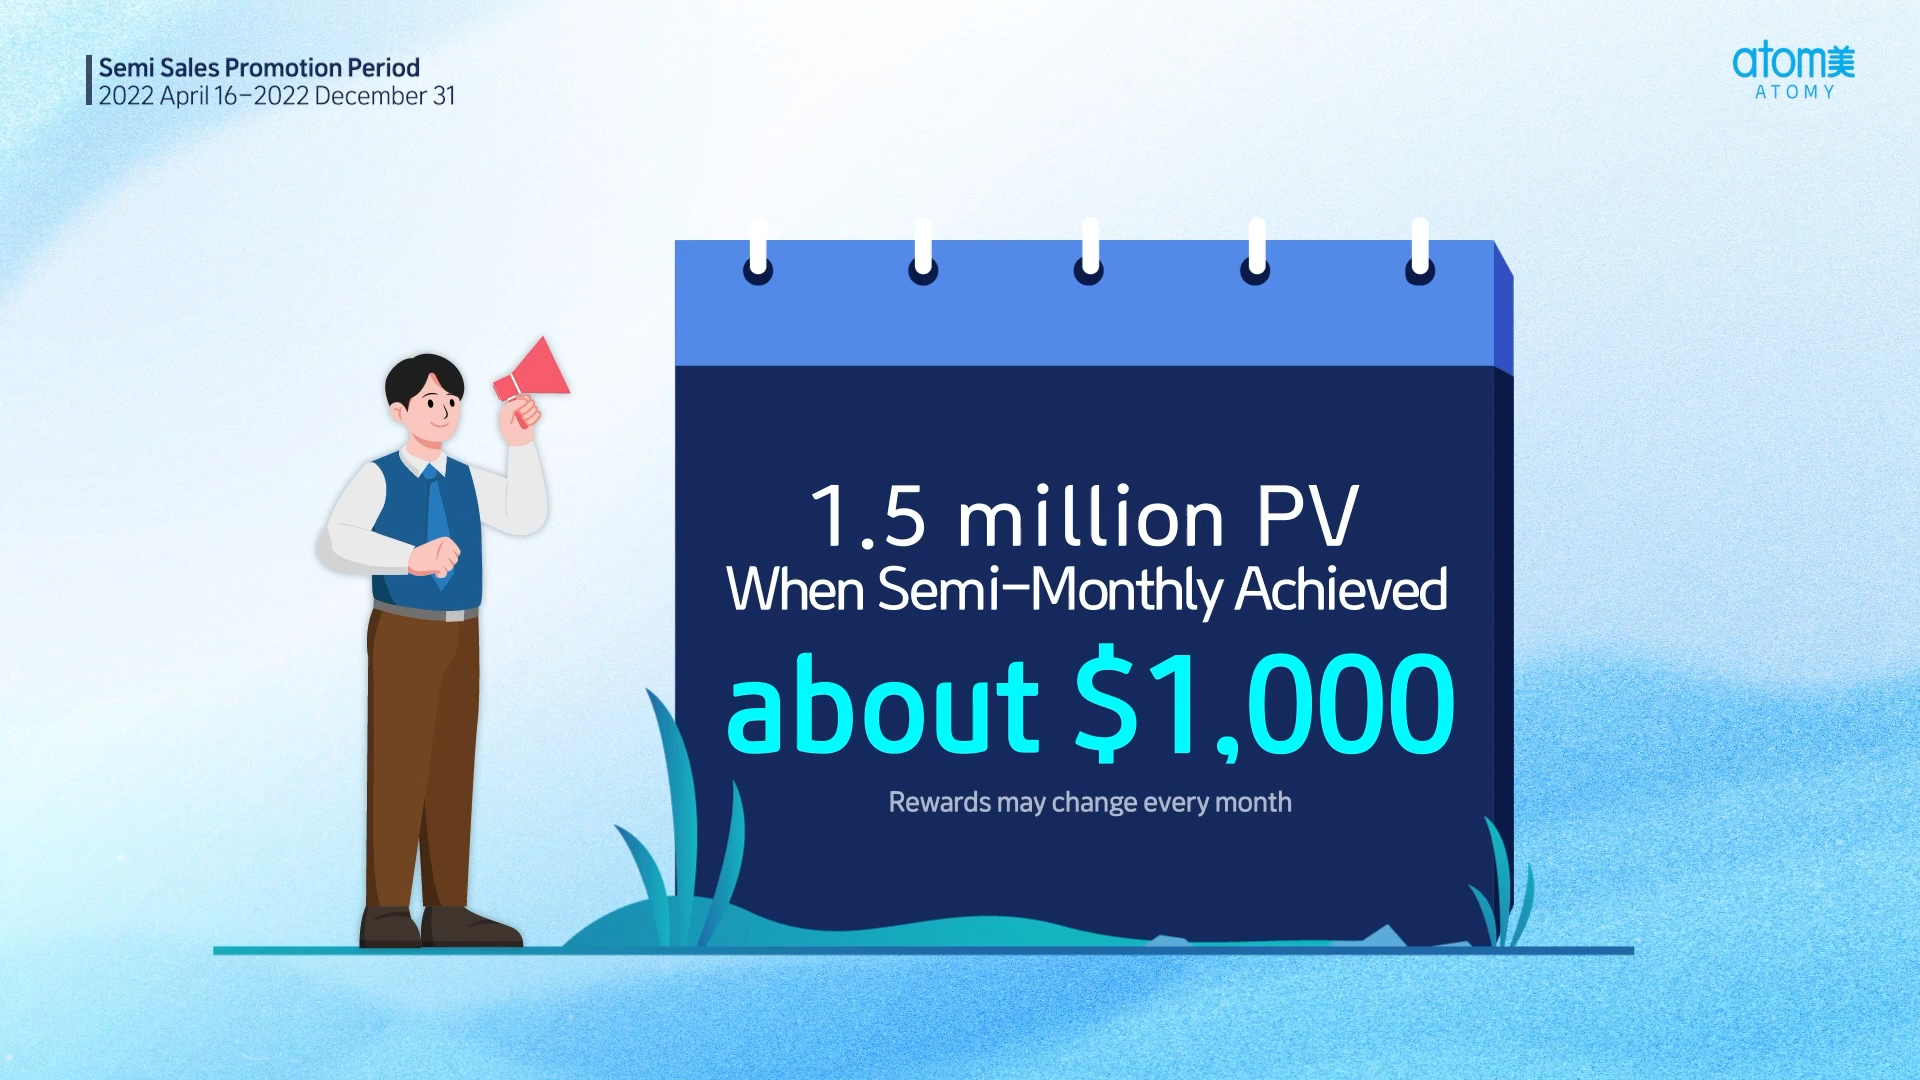 Semi Sales Promotion Period
2022 April 16–2022 December 31
atom美
ATOMY
1.5 million PV
When Semi-Monthly Achieved
about $1,000
Rewards may change every month